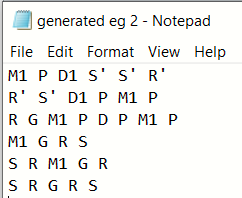 generated eg 2 - Notepad
File Edit Format View Help
M1 P D1 S' S' R'
R' S' D1 P M1 P
R G M1 P D P M1 P
M1 G R S
S R M1 G R
S R G R S